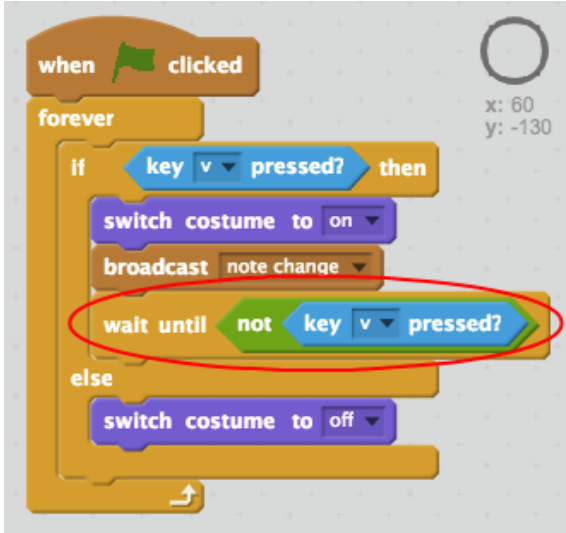 when clicked
x: 60
y: -130
forever
if key v pressed? then
switch costume to on
broadcast note change
wait until not key v pressed?
else
switch costume to off